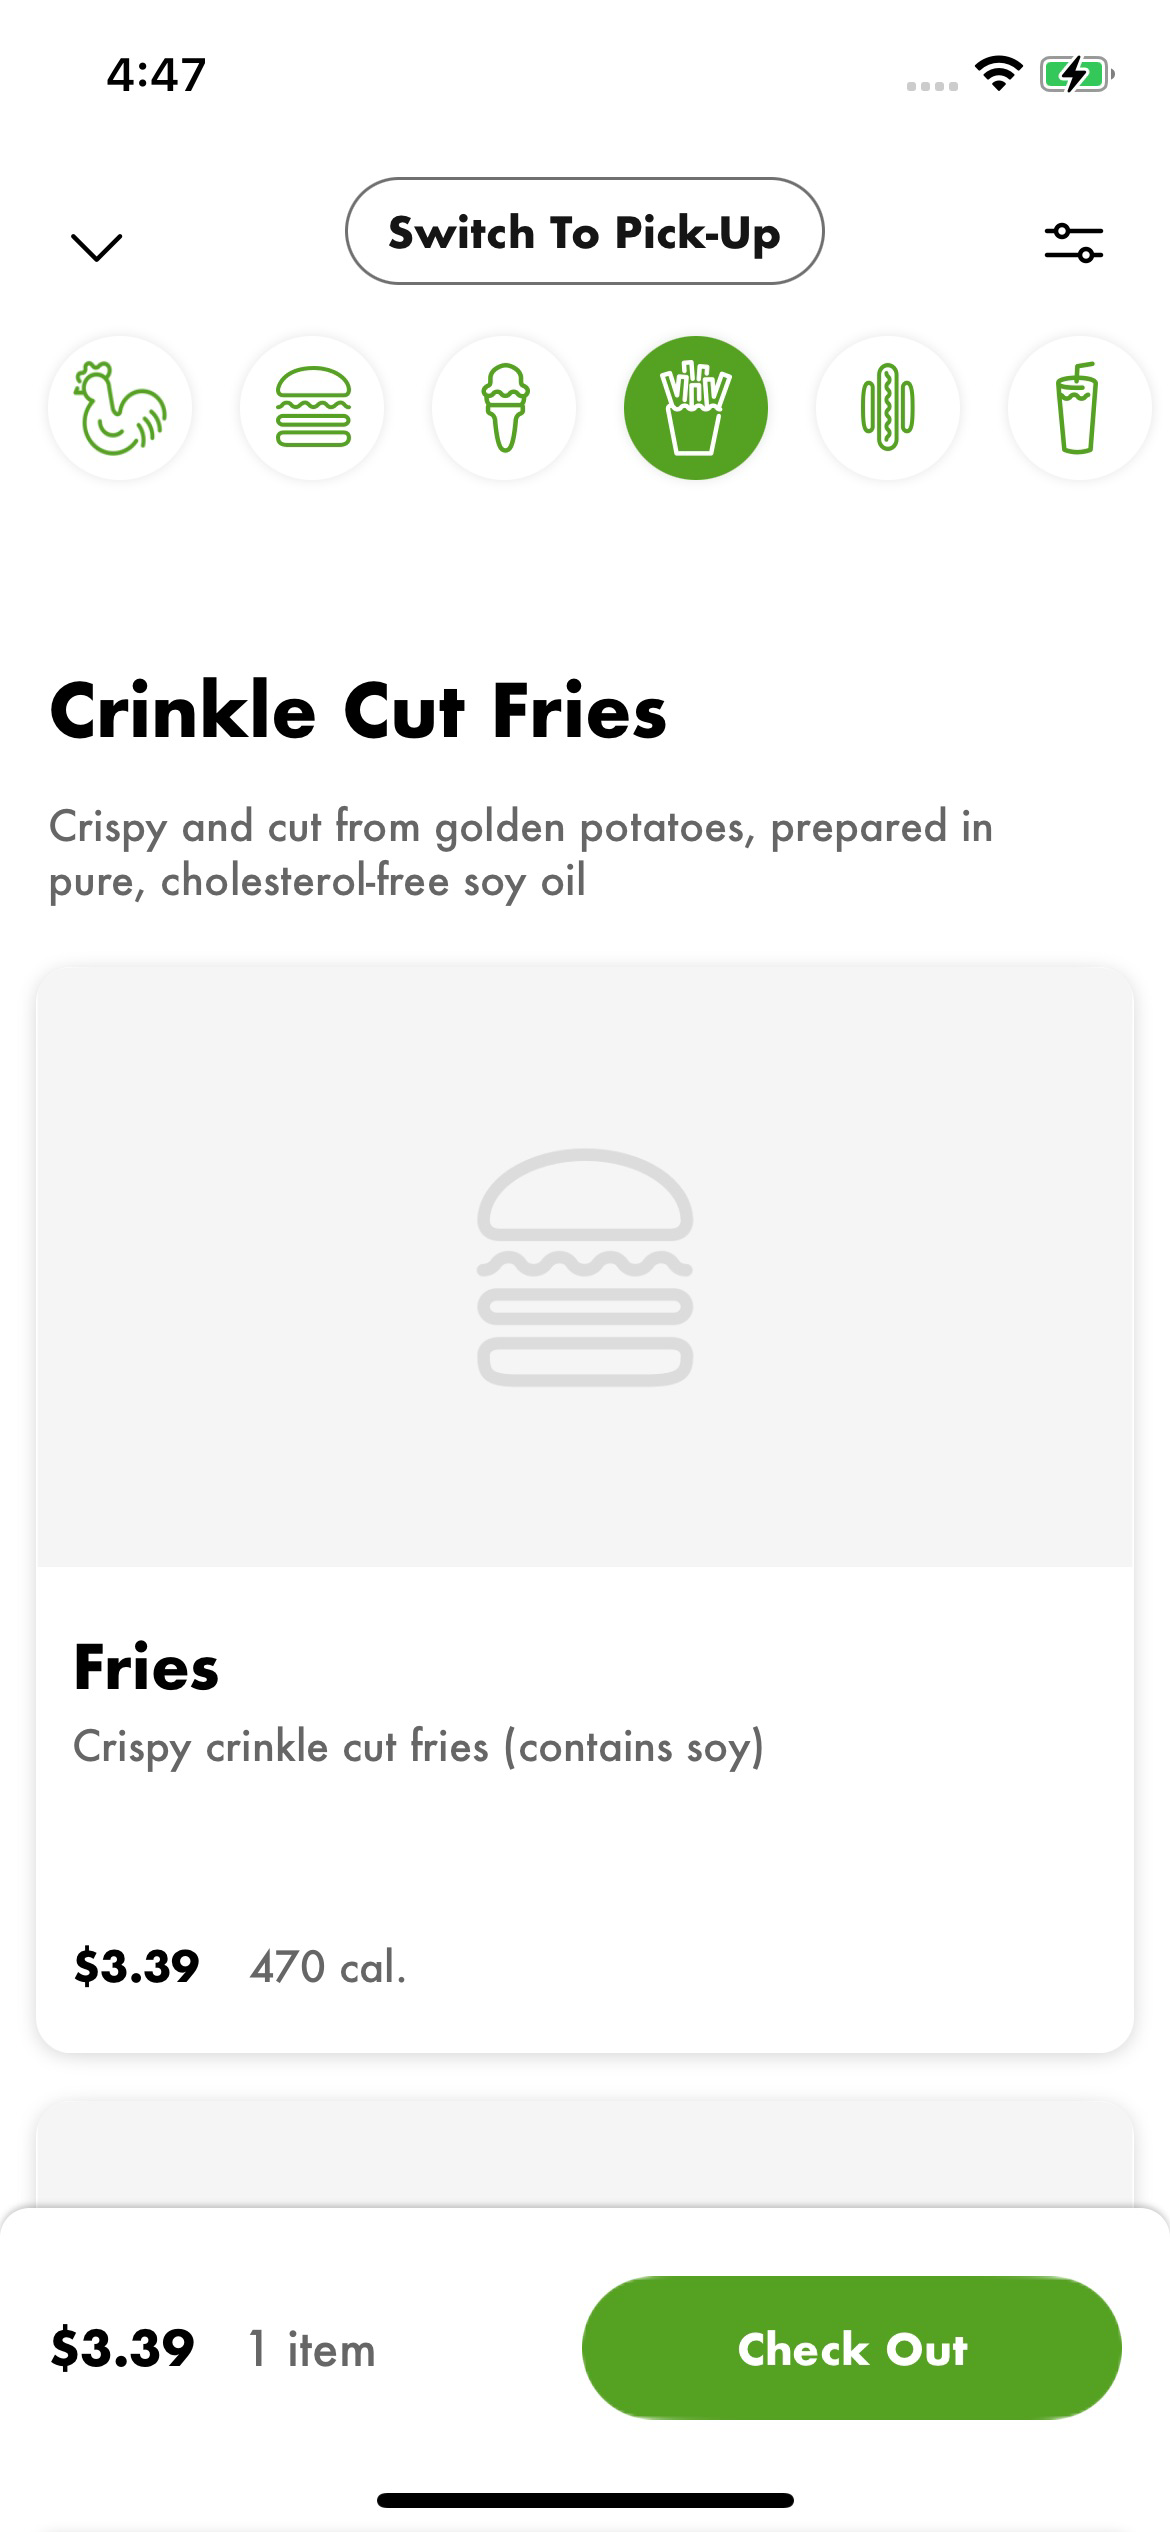 4:47
Switch To Pick-Up
Crinkle Cut Fries
Crispy and cut from golden potatoes, prepared in
pure, cholesterol-free soy oil
Fries
Crispy crinkle cut fries (contains soy)
$3.39 470 cal.
$3.39 1 item
Check Out